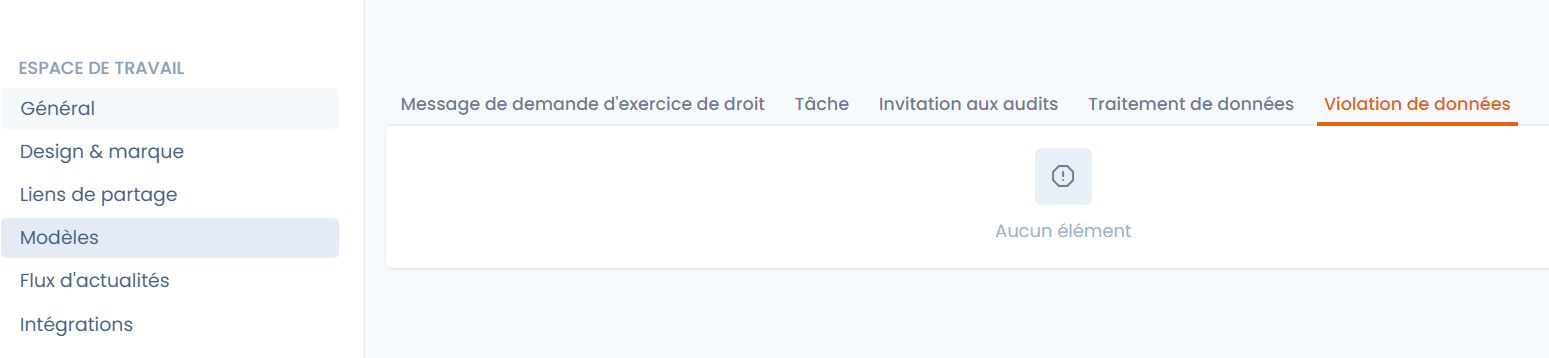 ESPACE DE TRAVAIL
Général
Design & marque
Liens de partage
Modèles
Flux d'actualités
Intégrations
Message de demande d'exercice de droit Tâche Invitation aux audits Traitement de données Violation de données
Aucun élément